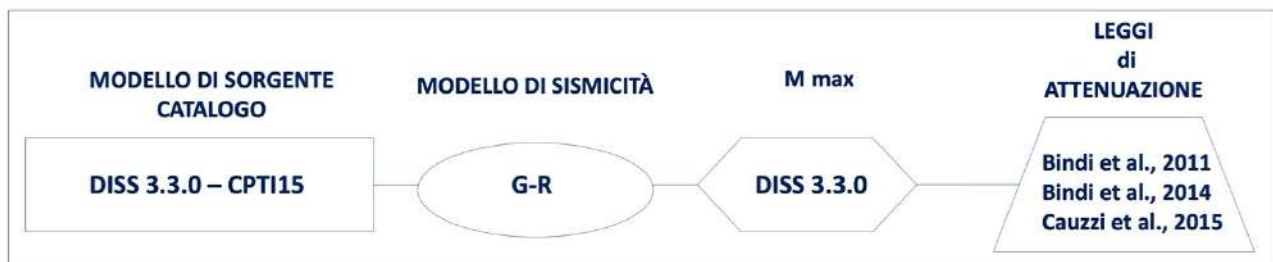 MODELLO DI SORGENTE
CATALOGO
DISS 3.3.0 – CPTI15
MODELLO DI SISMICITÀ
G-R
M max
DISS 3.3.0
LEGGI
di
ATTENUAZIONE
Bindi et al., 2011
Bindi et al., 2014
Cauzzi et al., 2015